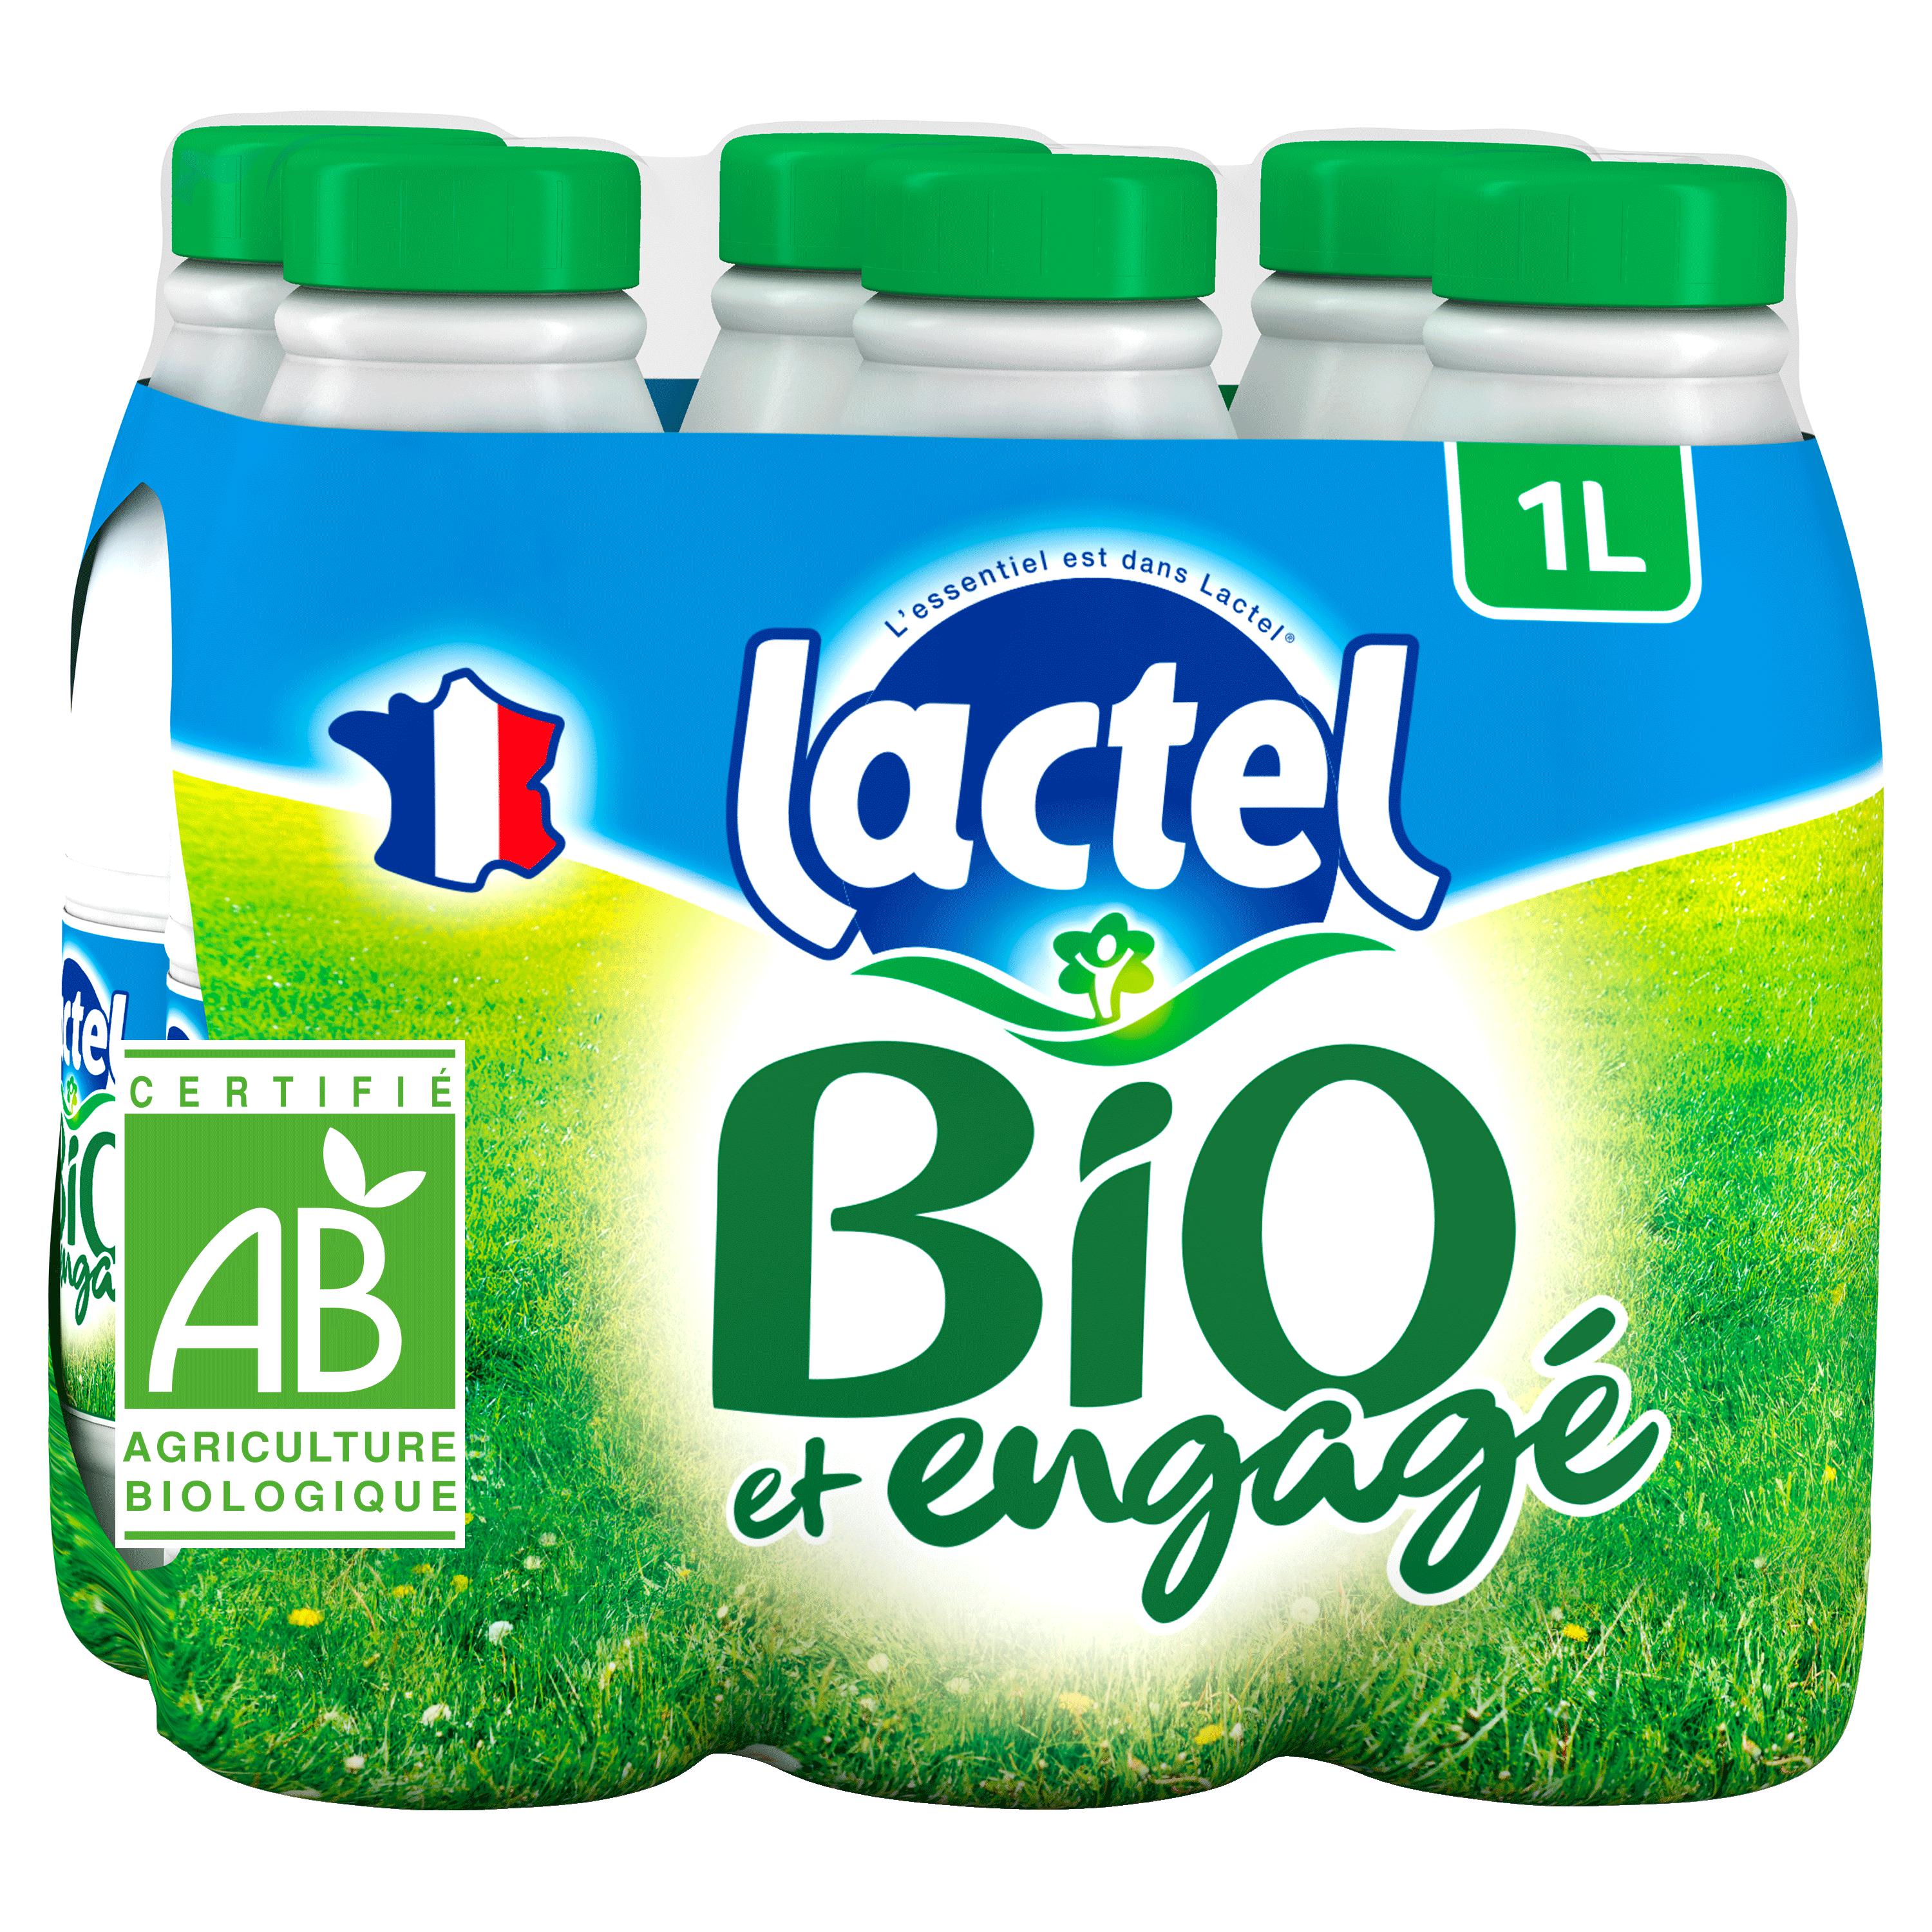 1L
L'essentiel est dans Lactel®
lactel
BiO
et engagé
CERTIFIÉ
AB
AGRICULTURE
BIOLOGIQUE